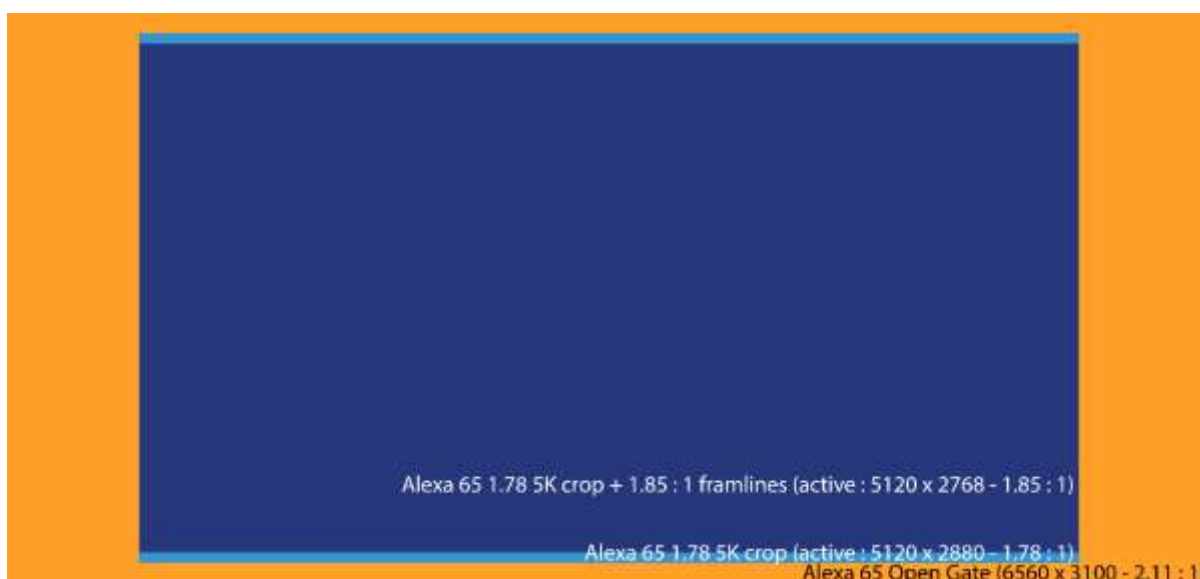 Alexa 65 1.78 5K crop + 1.85 : 1 framlines (active : 5120 x 2768 - 1.85 : 1)
Alexa 65 1.78 5K crop (active : 5120 x 2880 - 1.78 : 1)
Alexa 65 Open Gate (6560 x 3100 - 2.11 : 1